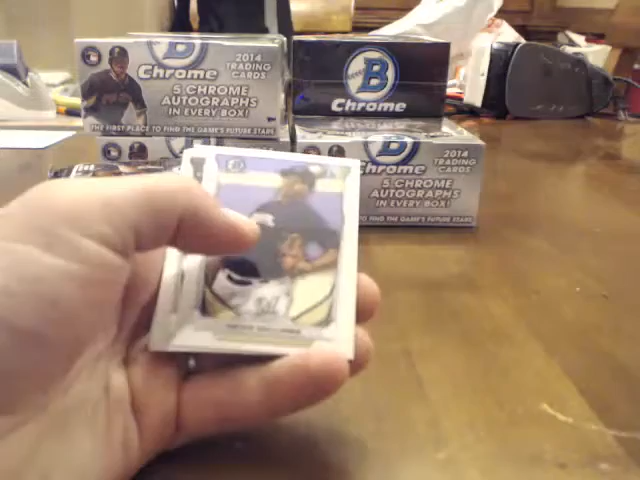 B
Chrome
2014
TRADING
CARDS
5 CHROME
AUTOGRAPHS
IN EVERY BOX!
THE FIRST PLACE TO FIND THE GAME'S FUTURE STARS
B
Chrome
Chrome
2014
TRADING
CARDS
5 CHROME
AUTOGRAPHS
IN EVERY BOX!
TO FIND THE GAME'S FUTURE STARS